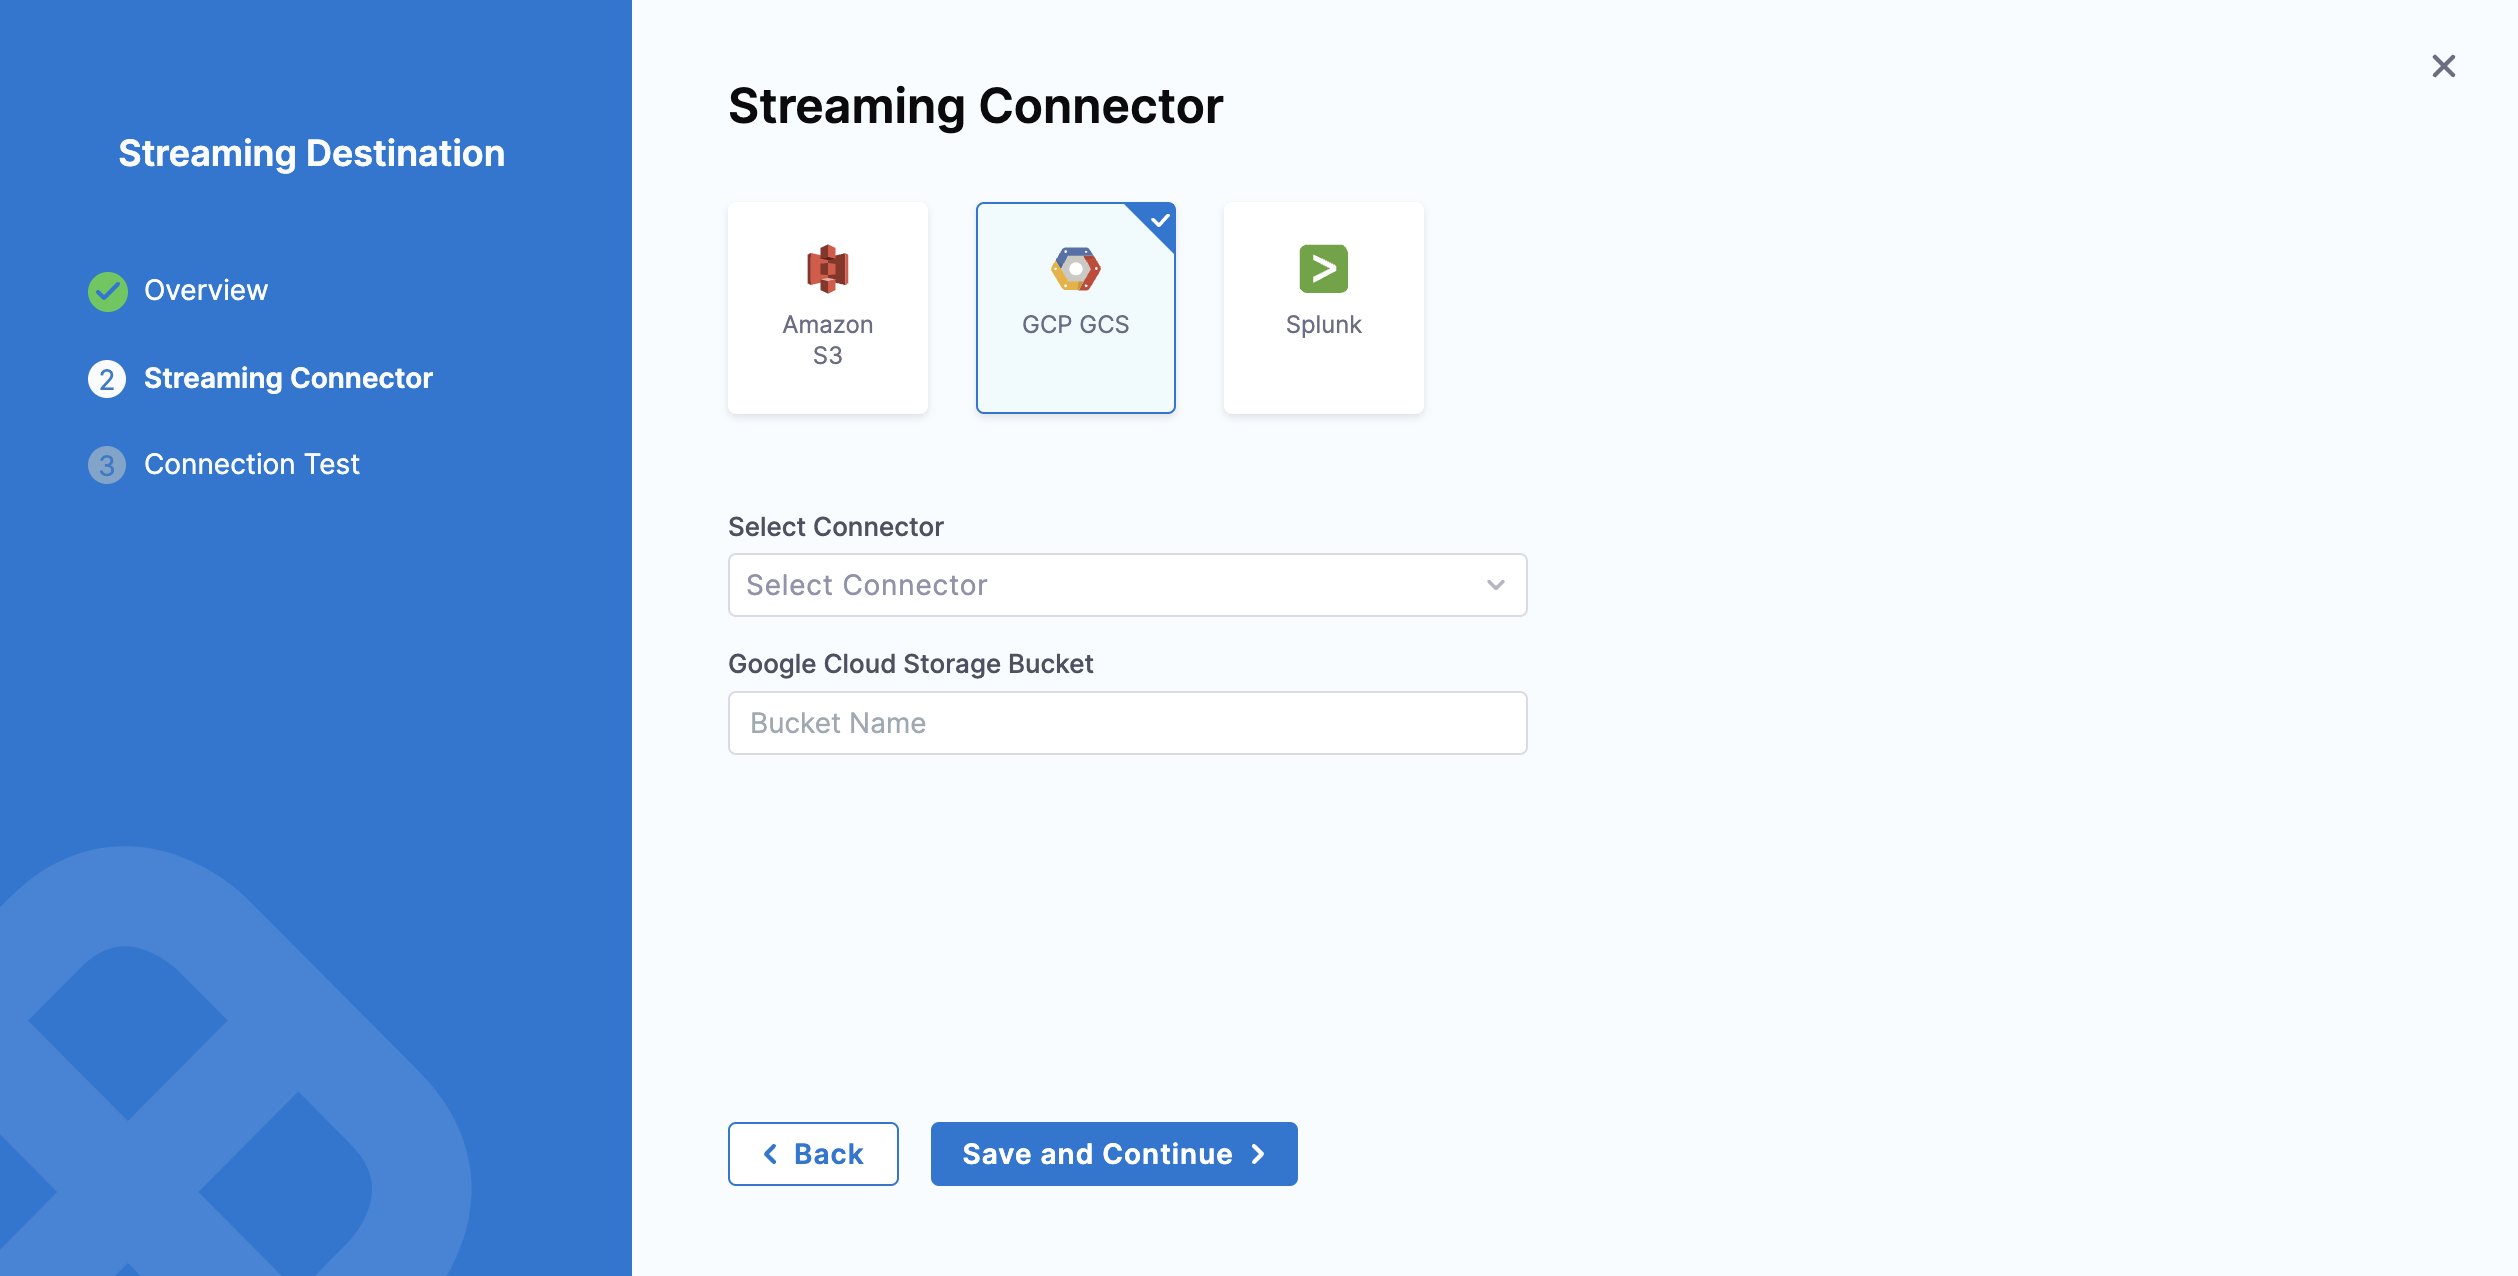 Streaming Destination
Overview
2 Streaming Connector
3 Connection Test
Streaming Connector
Amazon
S3
GCP GCS
Splunk
Select Connector
Select Connector
Google Cloud Storage Bucket
Bucket Name
Back
Save and Continue